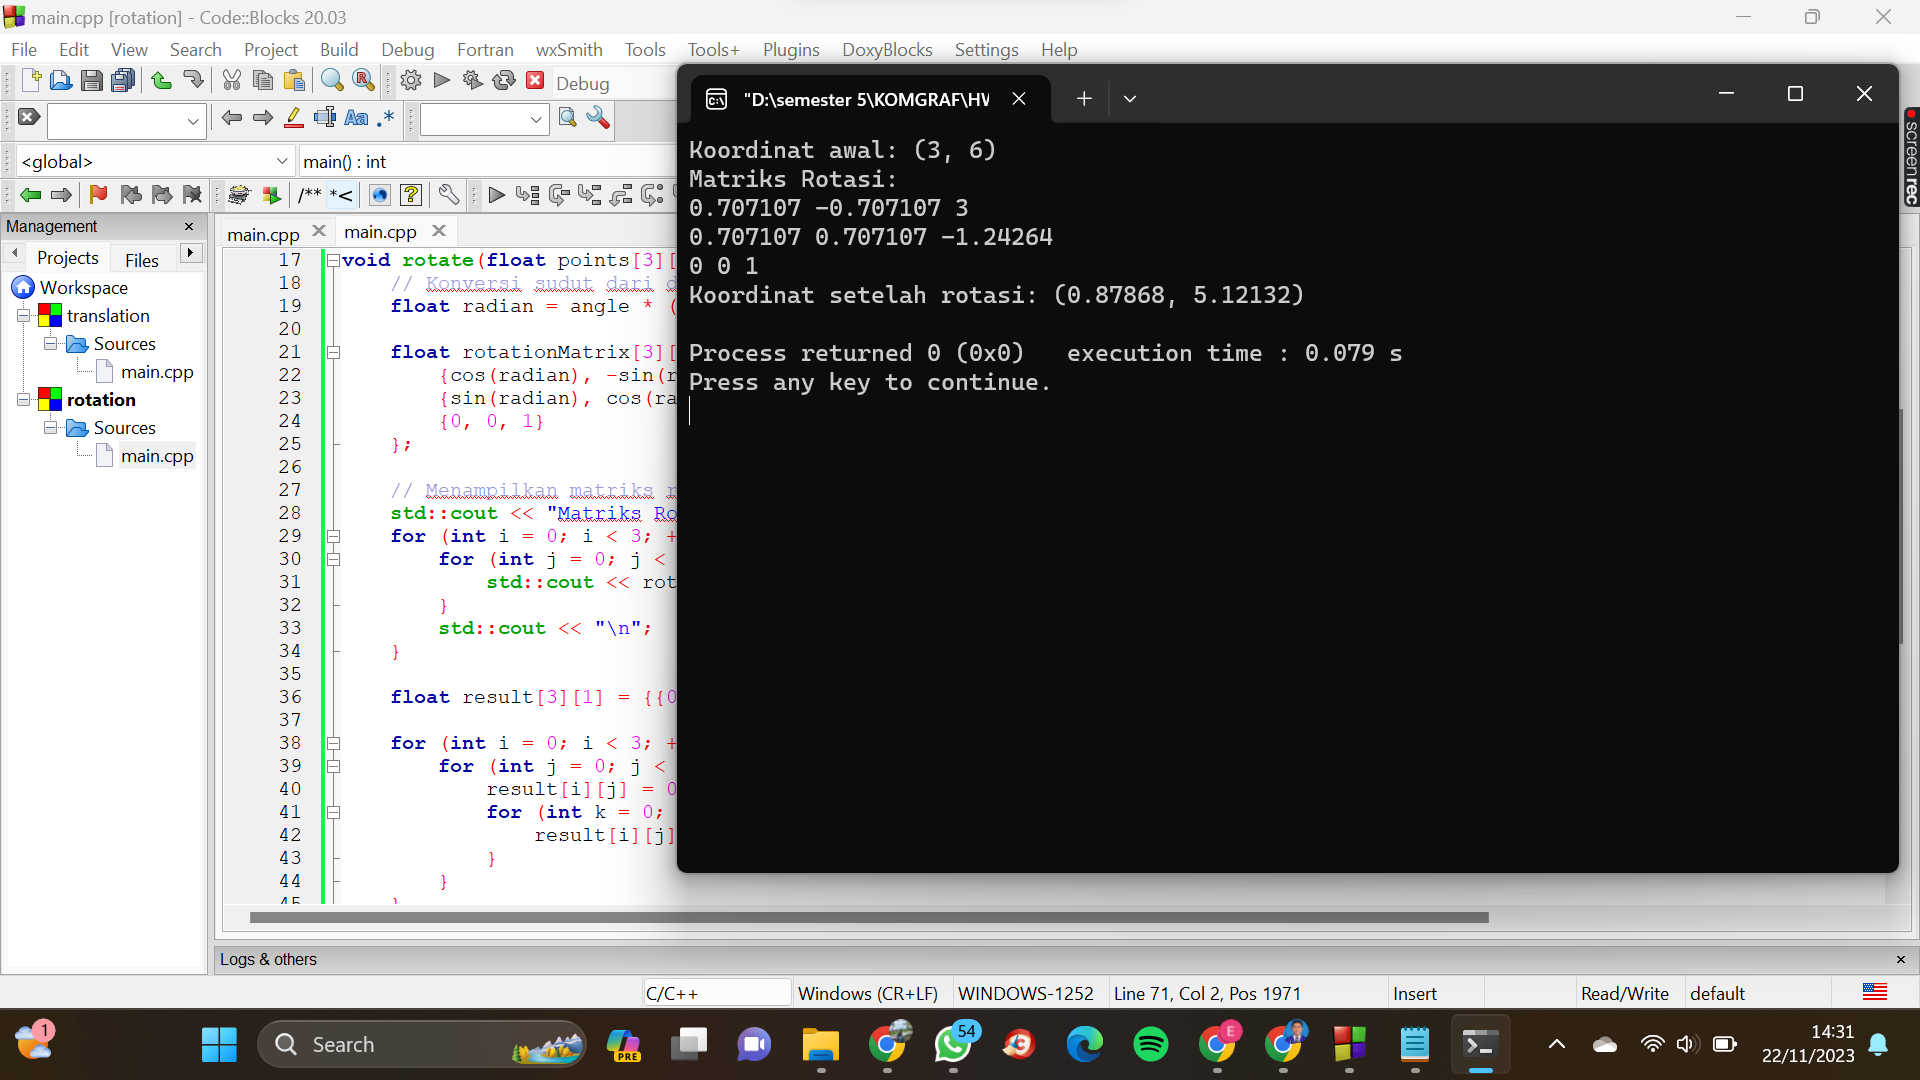 main.cpp [rotation] - Code::Blocks 20.03
File Edit View Search Project Build Debug Fortran wxSmith Tools Tools+ Plugins DoxyBlocks Settings Help
Debug
<global>
main() : int
Management
Projects
Files
Workspace
translation
Sources
main.cpp
rotation
Sources
main.cpp
main.cpp
main.cpp
17 void rotate(float points[3][
18 // Konversi sudut dari
19 float radian = angle * (
20
21 float rotationMatrix[3][
22 {cos(radian), -sin(r
23 {sin(radian), cos(ra
24 {0, 0, 1}
25 };
26
27 // Menampilkan matriks
28 std::cout << "Matriks Ro
29 for (int i = 0; i < 3; +
30 for (int j = 0; j <
31 std::cout << rot
32 }
33 std::cout << "\n";
34 }
35
36 float result[3][1] = {{0
37
38 for (int i = 0; i < 3; +
39 for (int j = 0; j <
40 result[i][j] = 0
41 for (int k = 0;
42 result[i][j]
43 }
44 }
45 }
"D:\semester 5\KOMGRAF\HW
Koordinat awal: (3, 6)
Matriks Rotasi:
0.707107 -0.707107 3
0.707107 0.707107 -1.24264
0 0 1
Koordinat setelah rotasi: (0.87868, 5.12132)
Process returned 0 (0x0) execution time : 0.079 s
Press any key to continue.
screenrec
Logs & others
C/C++
Windows (CR+LF)
WINDOWS-1252
Line 71, Col 2, Pos 1971
Insert
Read/Write
default
1
Search
PRE
54
E
14:31
22/11/2023